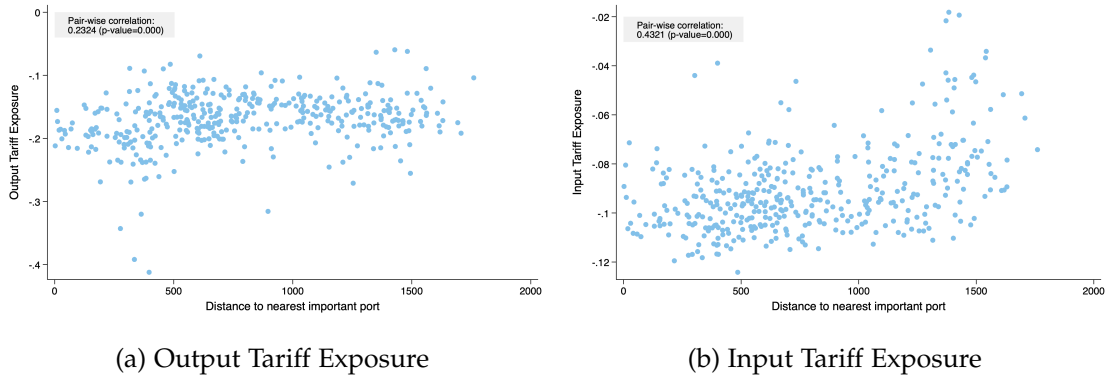 Pair-wise correlation:
0.2324 (p-value=0.000)
Output Tariff Exposure
0
-.1
-.2
-.3
-.4
0 500 1000 1500 2000
Distance to nearest important port
(a) Output Tariff Exposure
Pair-wise correlation:
0.4321 (p-value=0.000)
Input Tariff Exposure
-.02
-.04
-.06
-.08
-.1
-.12
0 500 1000 1500 2000
Distance to nearest important port
(b) Input Tariff Exposure